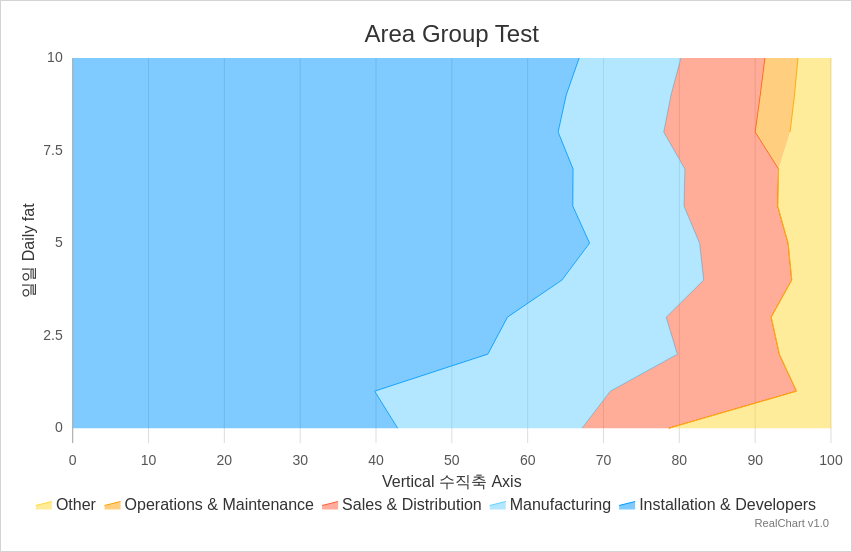 Area Group Test
10
7.5
5
2.5
0
일일 Daily fat
0 10 20 30 40 50 60 70 80 90 100
Vertical 수직축 Axis
Other Operations & Maintenance Sales & Distribution Manufacturing Installation & Developers
RealChart v1.0